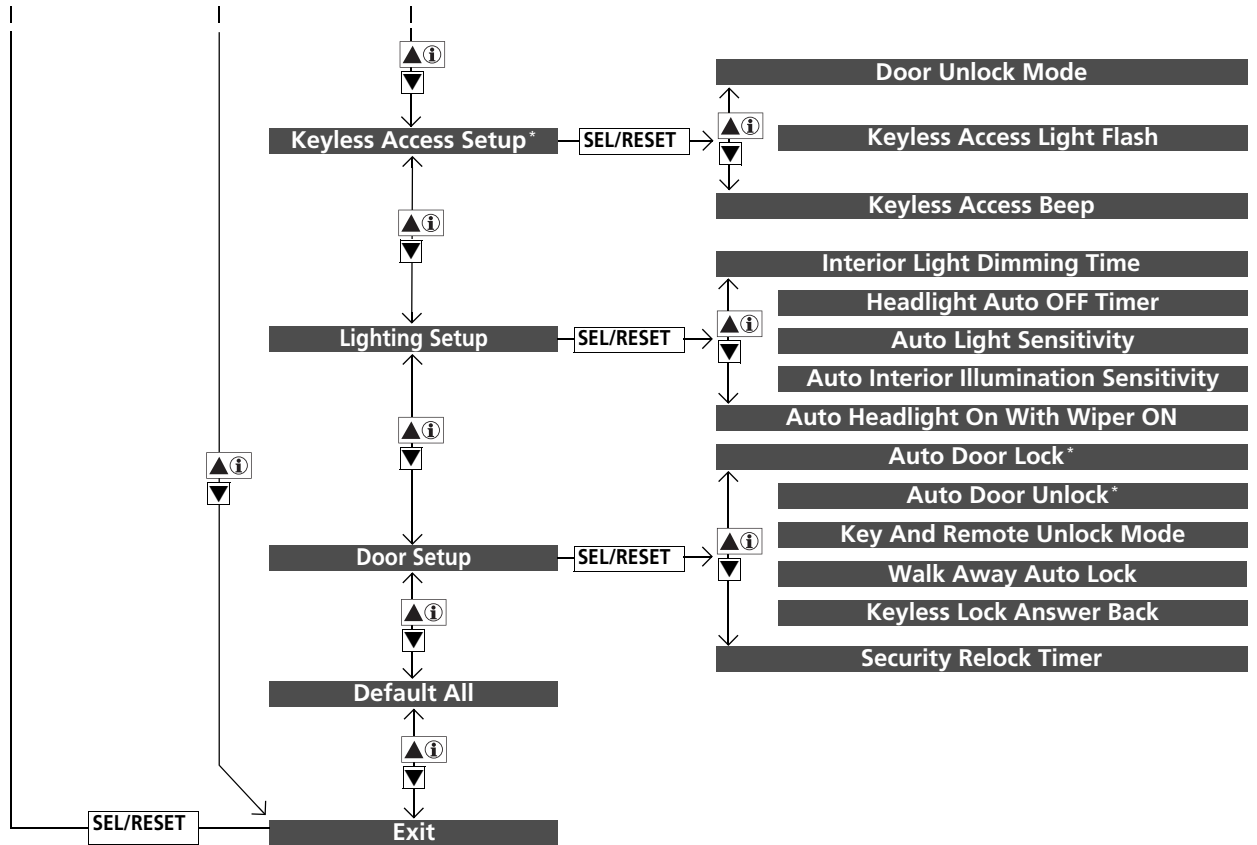 Door Unlock Mode
Keyless Access Setup* SEL/RESET Keyless Access Light Flash
Keyless Access Beep
Interior Light Dimming Time
Headlight Auto OFF Timer
Lighting Setup SEL/RESET Auto Light Sensitivity
Auto Interior Illumination Sensitivity
Auto Headlight On With Wiper ON
Auto Door Lock*
Auto Door Unlock*
Key And Remote Unlock Mode
Door Setup SEL/RESET
Walk Away Auto Lock
Keyless Lock Answer Back
Security Relock Timer
Default All
SEL/RESET Exit